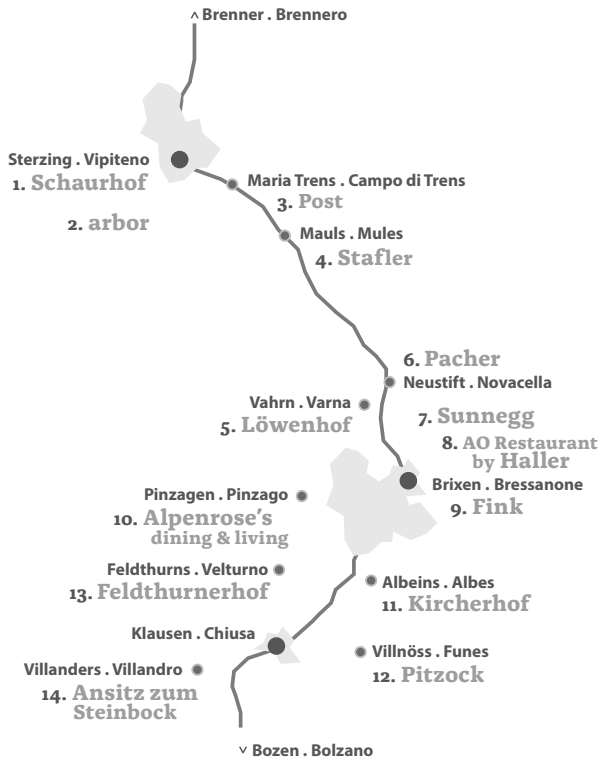 ^ Brenner . Brennero
Sterzing . Vipiteno
1. Schaurhof
2. arbor
Maria Trens . Campo di Trens
3. Post
Mauls . Mules
4. Stafler
6. Pacher
Neustift . Novacella
Vahrn . Varna
5. Löwenhof
7. Sunnegg
8. AO Restaurant
by Haller
Brixen . Bressanone
9. Fink
Pinzagen . Pinzago
10. Alpenrose's
dining & living
Feldthurns . Velturno
13. Feldthurnerhof
Albeins . Albes
11. Kircherhof
Klausen . Chiusa
Villnöss . Funes
12. Pitzock
Villanders . Villandro
14. Ansitz zum
Steinbock
v Bozen . Bolzano